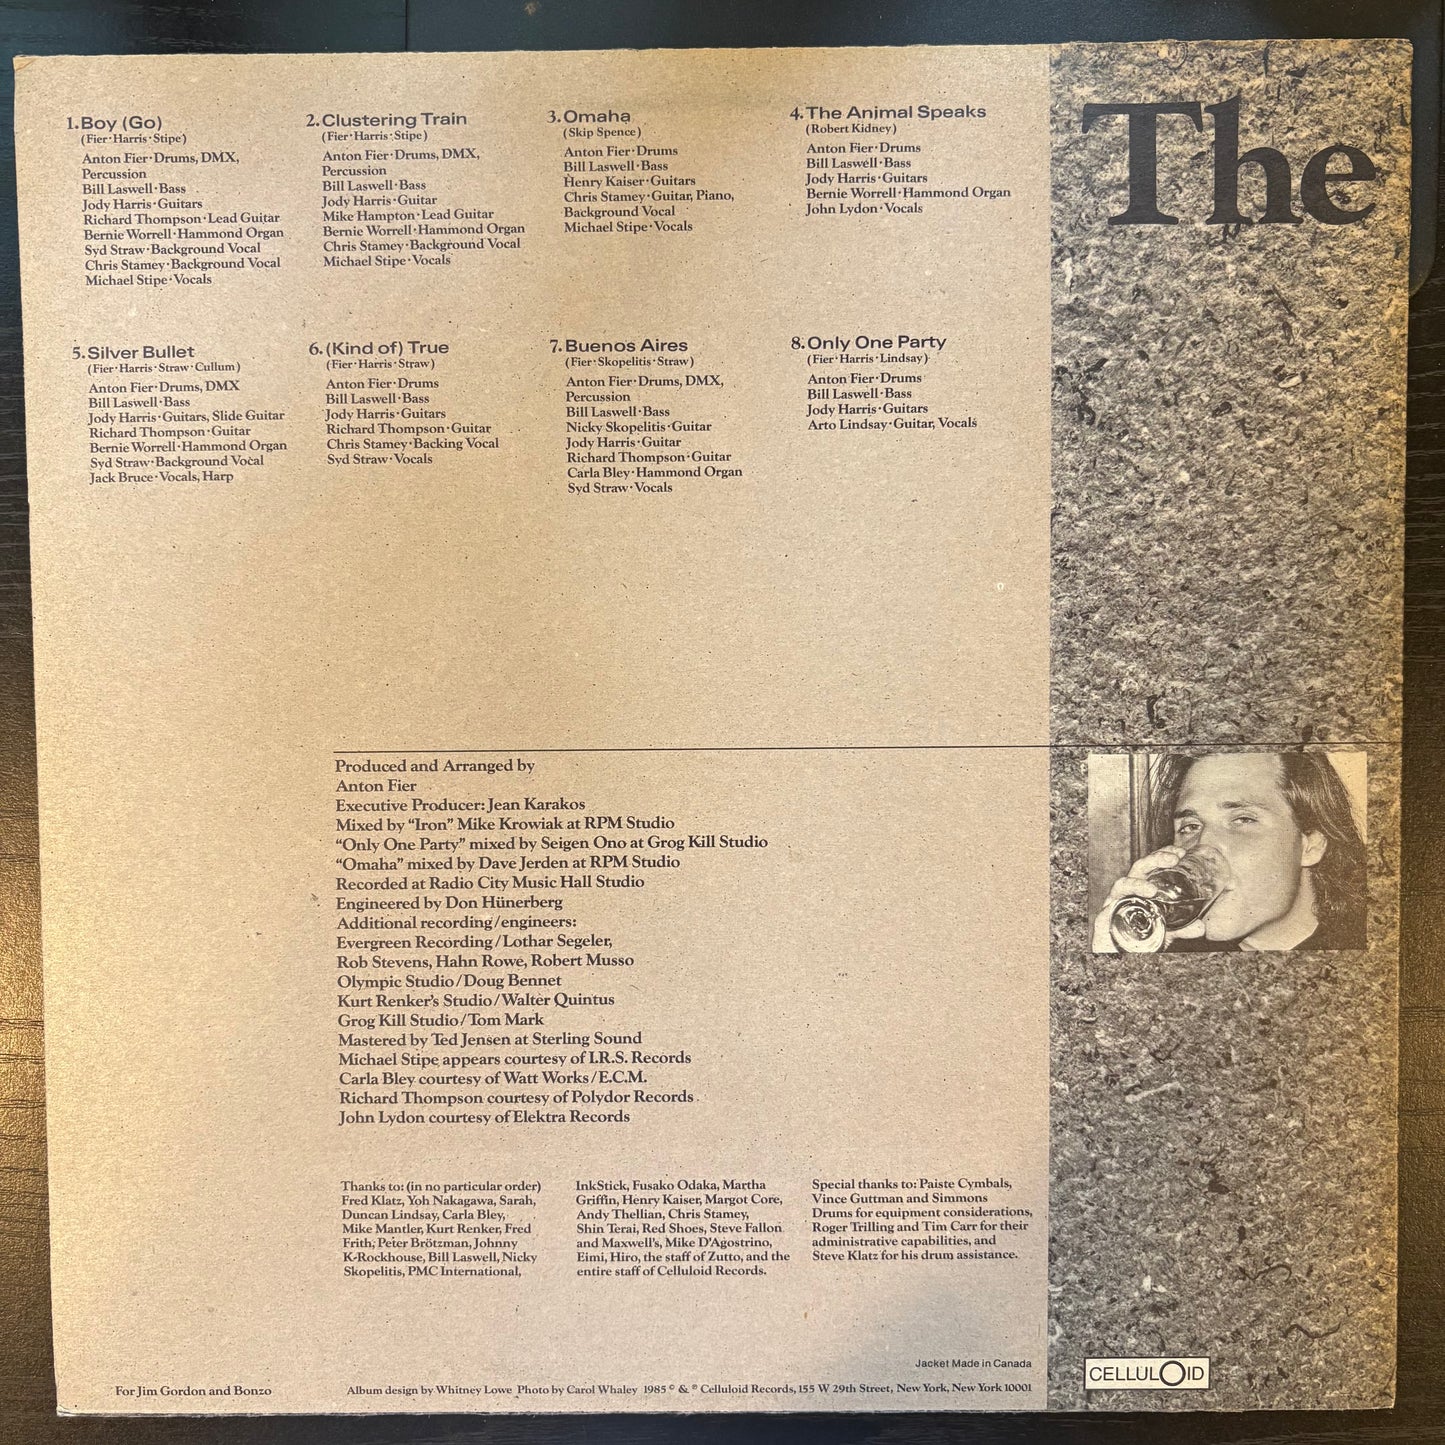 1. Boy (Go)
(Fier·Harris·Stipe)
Anton Fier·Drums, DMX,
Percussion
Bill Laswell·Bass
Jody Harris·Guitars
Richard Thompson·Lead Guitar
Bernie Worrell·Hammond Organ
Syd Straw·Background Vocal
Chris Stamey·Background Vocal
Michael Stipe·Vocals
2. Clustering Train
(Fier·Harris·Stipe)
Anton Fier·Drums, DMX,
Percussion
Bill Laswell·Bass
Jody Harris·Guitar
Mike Hampton·Lead Guitar
Bernie Worrell·Hammond Organ
Chris Stamey·Background Vocal
Michael Stipe·Vocals
3. Omaha
(Skip Spence)
Anton Fier·Drums
Bill Laswell·Bass
Henry Kaiser·Guitars
Chris Stamey·Guitar, Piano,
Background Vocal
Michael Stipe·Vocals
4. The Animal Speaks
(Robert Kidney)
Anton Fier·Drums
Bill Laswell·Bass
Jody Harris·Guitars
Bernie Worrell·Hammond Organ
John Lydon·Vocals
The
5. Silver Bullet
(Fier·Harris·Straw·Cullum)
Anton Fier·Drums, DMX
Bill Laswell·Bass
Jody Harris·Guitars, Slide Guitar
Richard Thompson·Guitar
Bernie Worrell·Hammond Organ
Syd Straw·Background Vocal
Jack Bruce·Vocals, Harp
6. (Kind of) True
(Fier·Harris·Straw)
Anton Fier·Drums
Bill Laswell·Bass
Jody Harris·Guitars
Richard Thompson·Guitar
Chris Stamey·Backing Vocal
Syd Straw·Vocals
7. Buenos Aires
(Fier·Skopelitis·Straw)
Anton Fier·Drums, DMX,
Percussion
Bill Laswell·Bass
Nicky Skopelitis·Guitar
Jody Harris·Guitar
Richard Thompson·Guitar
Carla Bley·Hammond Organ
Syd Straw·Vocals
8. Only One Party
(Fier·Harris·Lindsay)
Anton Fier·Drums
Bill Laswell·Bass
Jody Harris·Guitars
Arto Lindsay·Guitar, Vocals
Produced and Arranged by
Anton Fier
Executive Producer: Jean Karakos
Mixed by “Iron” Mike Krowiak at RPM Studio
“Only One Party” mixed by Seigen Ono at Grog Kill Studio
“Omaha” mixed by Dave Jerden at RPM Studio
Recorded at Radio City Music Hall Studio
Engineered by Don Hünerberg
Additional recording/engineers:
Evergreen Recording/Lothar Segeler,
Rob Stevens, Hahn Rowe, Robert Musso
Olympic Studio/Doug Bennet
Kurt Renker's Studio/Walter Quintus
Grog Kill Studio/Tom Mark
Mastered by Ted Jensen at Sterling Sound
Michael Stipe appears courtesy of I.R.S. Records
Carla Bley courtesy of Watt Works/E.C.M.
Richard Thompson courtesy of Polydor Records
John Lydon courtesy of Elektra Records
Thanks to: (in no particular order)
Fred Klatz, Yoh Nakagawa, Sarah,
Duncan Lindsay, Carla Bley,
Mike Mantler, Kurt Renker, Fred
Frith, Peter Brötzman, Johnny
K-Rockhouse, Bill Laswell, Nicky
Skopelitis, PMC International,
InkStick, Fusako Odaka, Martha
Griffin, Henry Kaiser, Margot Core,
Andy Thellian, Chris Stamey,
Shin Terai, Red Shoes, Steve Fallon
and Maxwell's, Mike D'Agostrino,
Eimi, Hiro, the staff of Zutto, and the
entire staff of Celluloid Records.
Special thanks to: Paiste Cymbals,
Vince Guttman and Simmons
Drums for equipment considerations,
Roger Trilling and Tim Carr for their
administrative capabilities, and
Steve Klatz for his drum assistance.
Jacket Made in Canada
For Jim Gordon and Bonzo
Album design by Whitney Lowe Photo by Carol Whaley 1985 © & ℗ Celluloid Records, 155 W 29th Street, New York, New York 10001
CELLULOID